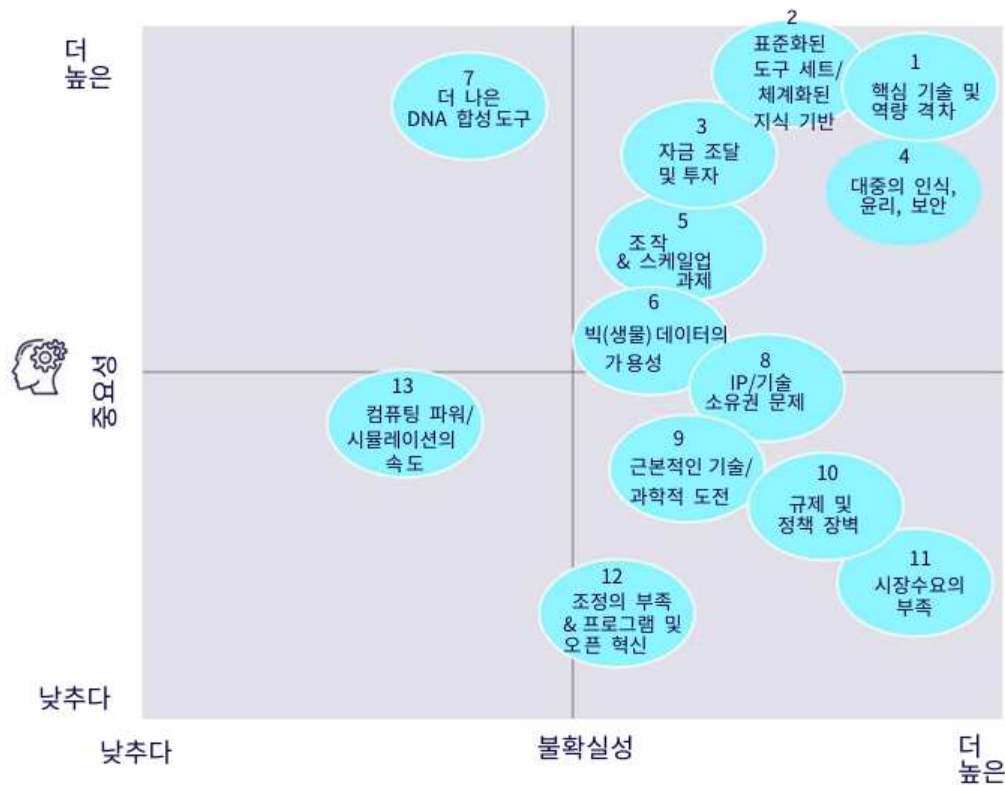 더
높은
2
표준화된
도구 세트/
체계화된
지식 기반
1
핵심 기술 및
역량 격차
7
더 나은
DNA 합성도구
3
자금 조달
및 투자
4
대중의 인식,
윤리, 보안
5
조작
& 스케일업
과제
6
빅(생물) 데이터의
가용성
중요성
8
IP/기술
소유권 문제
13
컴퓨팅 파워/
시뮬레이션의
속도
9
근본적인 기술/
과학적 도전
10
규제 및
정책 장벽
11
시장수요의
부족
12
조정의 부족
& 프로그램 및
오픈 혁신
낮추다
낮추다
불확실성
더
높은